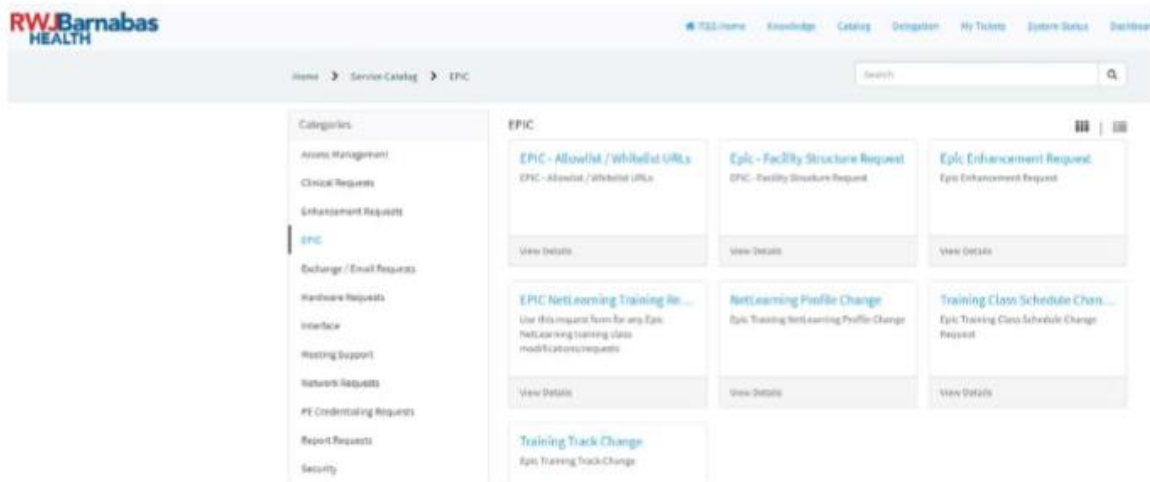 RWJBarnabas
HEALTH
IT&S Home Knowledge Catalog Delegation My Tickets System Status Dashboar
Home > Service Catalog > EPIC
Search
Categories
Access Management
Clinical Requests
Enhancement Requests
EPIC
Exchange / Email Requests
Hardware Requests
Interface
Hosting Support
Network Requests
PE Credentialing Requests
Report Requests
Security
EPIC
EPIC - Allowlist / Whitelist URLs
EPIC - Allowlist / Whitelist URLs
View Details
Epic - Facility Structure Request
EPIC - Facility Structure Request
View Details
Epic Enhancement Request
Epic Enhancement Request
View Details
EPIC NetLearning Training Re...
Use this request form for any Epic
NetLearning training class
modifications/requests
View Details
NetLearning Profile Change
Epic Training NetLearning Profile Change
View Details
Training Class Schedule Chan...
Epic Training Class Schedule Change
Request
View Details
Training Track Change
Epic Training Track Change